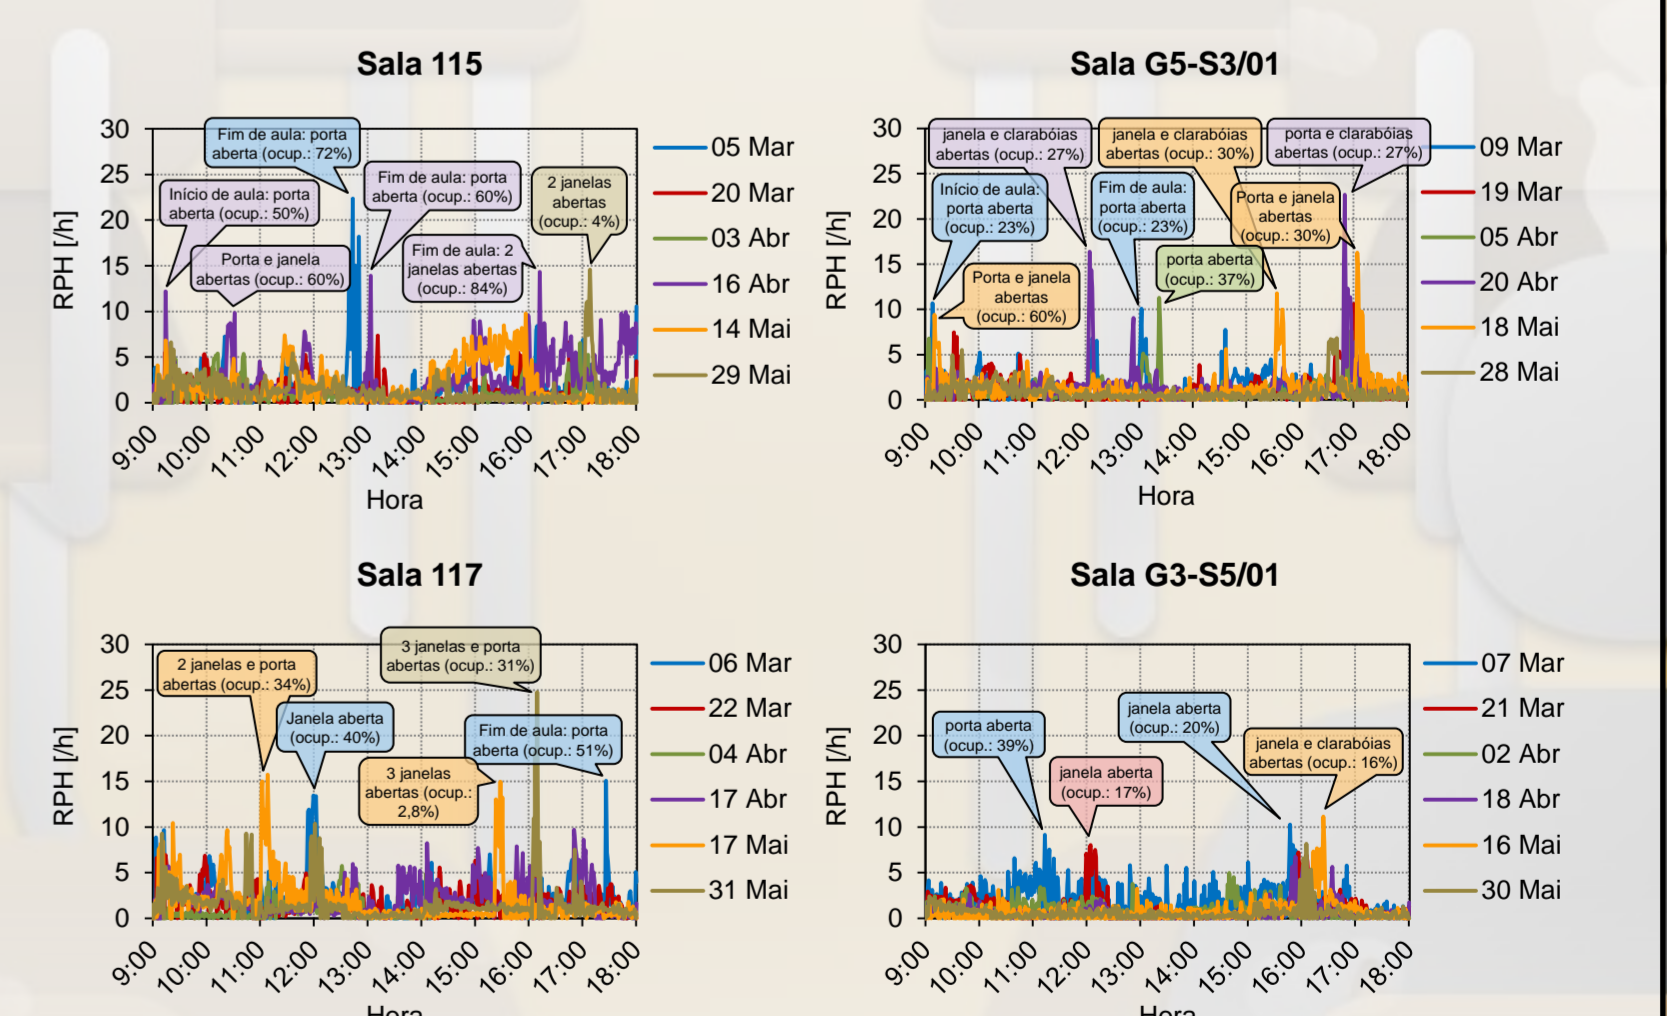 Sala 115
30
25
20
15
10
5
0
RPH [/h]
Fim de aula: porta
aberta (ocup.: 72%)
Início de aula: porta
aberta (ocup.: 50%)
Fim de aula: porta
aberta (ocup.: 60%)
2 janelas
abertas
(ocup.: 4%)
Porta e janela
abertas (ocup.: 60%)
Fim de aula: 2
janelas abertas
(ocup.: 84%)
9:00
10:00
11:00
12:00
13:00
14:00
15:00
16:00
17:00
18:00
Hora
05 Mar
20 Mar
03 Abr
16 Abr
14 Mai
29 Mai
Sala G5-S3/01
30
25
20
15
10
5
0
RPH [/h]
janela e clarabóias
abertas (ocup.: 27%)
janela e clarabóias
abertas (ocup.: 30%)
porta e clarabóias
abertas (ocup.: 27%)
Início de aula:
porta aberta
(ocup.: 23%)
Fim de aula:
porta aberta
(ocup.: 23%)
Porta e janela
abertas
(ocup.: 30%)
porta aberta
(ocup.: 37%)
Porta e janela
abertas
(ocup.: 60%)
9:00
10:00
11:00
12:00
13:00
14:00
15:00
16:00
17:00
18:00
Hora
09 Mar
19 Mar
05 Abr
20 Abr
18 Mai
28 Mai
Sala 117
30
25
20
15
10
5
0
RPH [/h]
2 janelas e porta
abertas (ocup.: 34%)
3 janelas e porta
abertas (ocup.: 31%)
Janela aberta
(ocup.: 40%)
Fim de aula: porta
aberta (ocup.: 51%)
3 janelas
abertas (ocup.:
2,8%)
9:00
10:00
11:00
12:00
13:00
14:00
15:00
16:00
17:00
18:00
Hora
06 Mar
22 Mar
04 Abr
17 Abr
17 Mai
31 Mai
Sala G3-S5/01
30
25
20
15
10
5
0
RPH [/h]
porta aberta
(ocup.: 39%)
janela aberta
(ocup.: 17%)
janela aberta
(ocup.: 20%)
janela e clarabóias
abertas (ocup.: 16%)
9:00
10:00
11:00
12:00
13:00
14:00
15:00
16:00
17:00
18:00
Hora
07 Mar
21 Mar
02 Abr
18 Abr
16 Mai
30 Mai